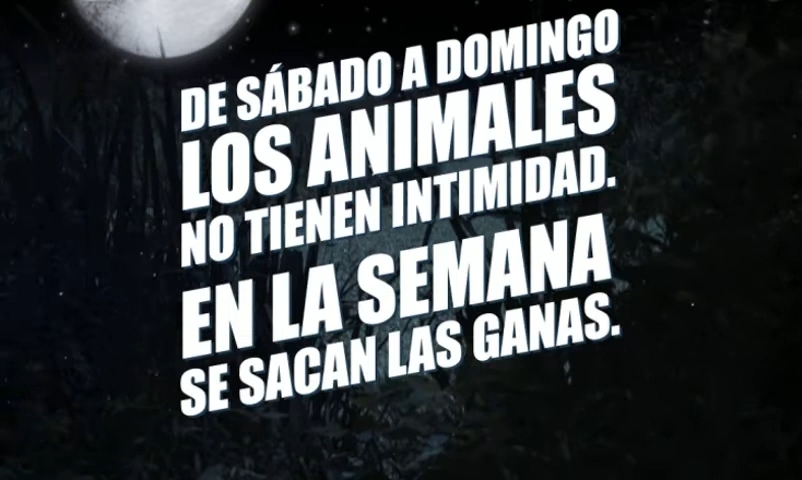 DE SÁBADO A DOMINGO
LOS ANIMALES
NO TIENEN INTIMIDAD.
EN LA SEMANA
SE SACAN LAS GANAS.